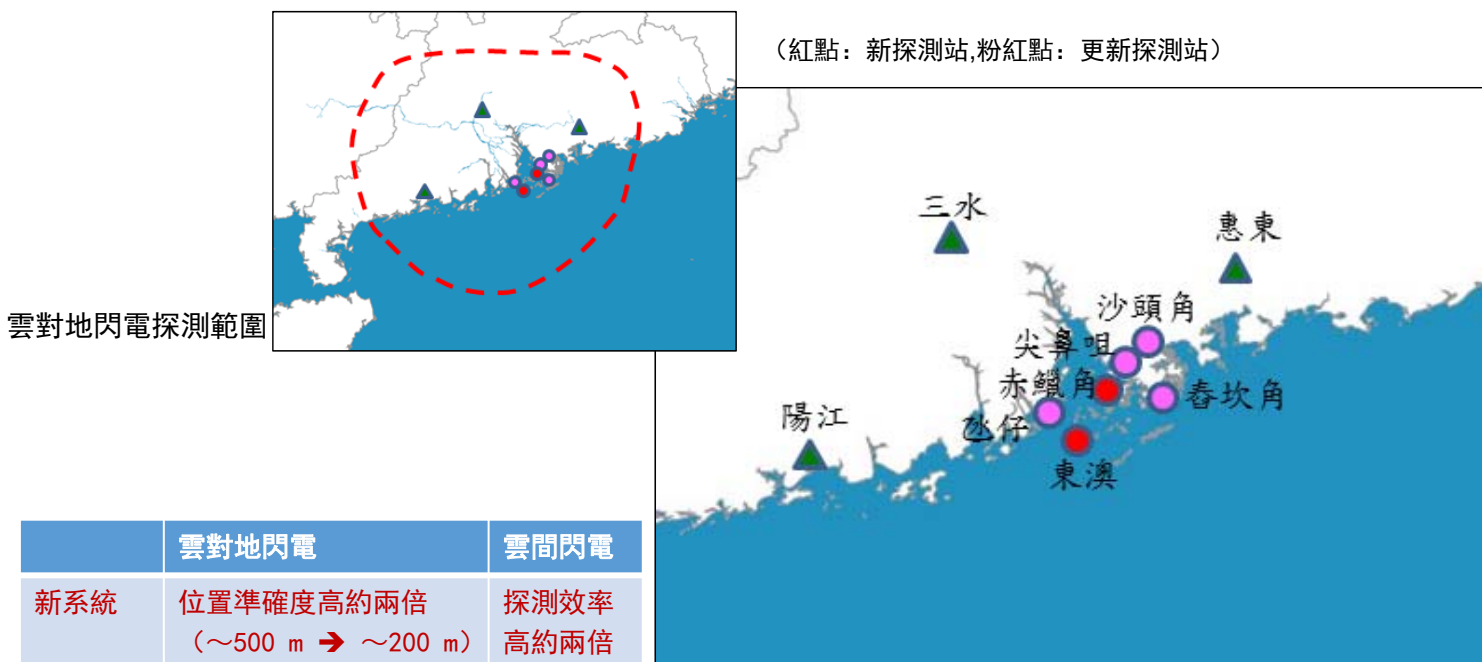 （紅點：新探測站,粉紅點：更新探測站）
雲對地閃電探測範圍
三水
惠東
沙頭角
尖鼻咀
赤鱲角
舂坎角
氹仔
陽江
東澳
雲對地閃電 雲間閃電
新系統 位置準確度高約兩倍 探測效率
（～500 m ➔ ～200 m） 高約兩倍